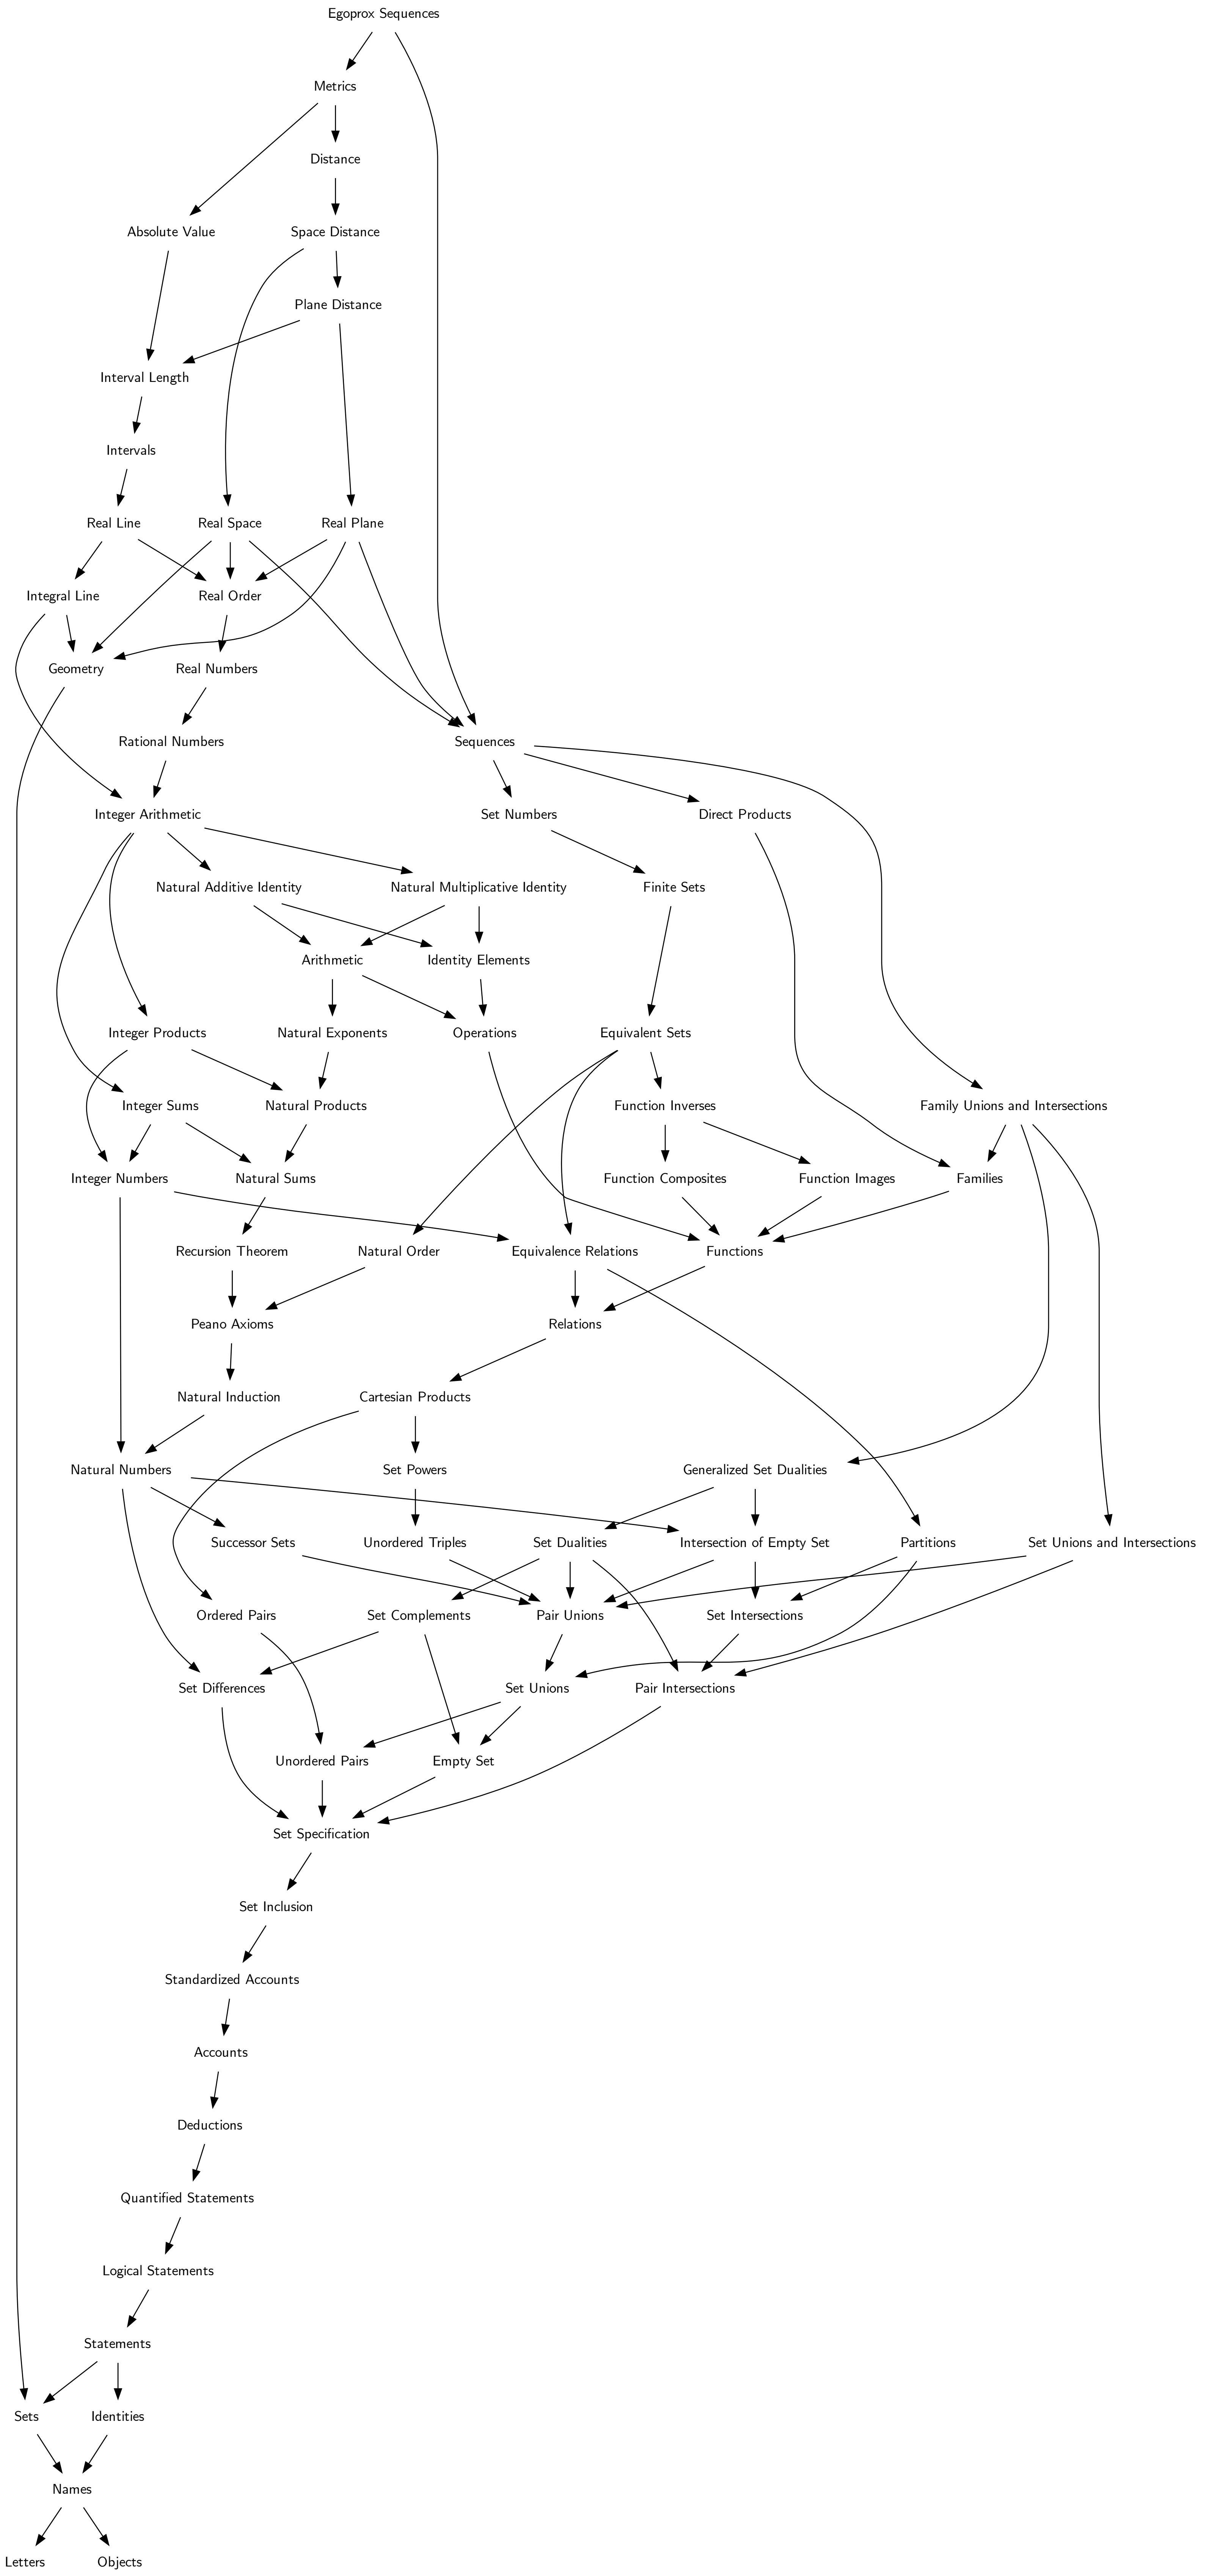 Egoprox Sequences
Metrics
Distance
Absolute Value
Space Distance
Plane Distance
Interval Length
Intervals
Real Line
Real Space
Real Plane
Integral Line
Real Order
Geometry
Real Numbers
Rational Numbers
Sequences
Integer Arithmetic
Set Numbers
Direct Products
Natural Additive Identity
Natural Multiplicative Identity
Finite Sets
Arithmetic
Identity Elements
Integer Products
Natural Exponents
Operations
Equivalent Sets
Integer Sums
Natural Products
Function Inverses
Family Unions and Intersections
Integer Numbers
Natural Sums
Function Composites
Function Images
Families
Recursion Theorem
Natural Order
Equivalence Relations
Functions
Peano Axioms
Relations
Natural Induction
Cartesian Products
Natural Numbers
Set Powers
Generalized Set Dualities
Successor Sets
Unordered Triples
Set Dualities
Intersection of Empty Set
Partitions
Set Unions and Intersections
Ordered Pairs
Set Complements
Pair Unions
Set Intersections
Set Differences
Set Unions
Pair Intersections
Unordered Pairs
Empty Set
Set Specification
Set Inclusion
Standardized Accounts
Accounts
Deductions
Quantified Statements
Logical Statements
Statements
Sets
Identities
Names
Letters
Objects